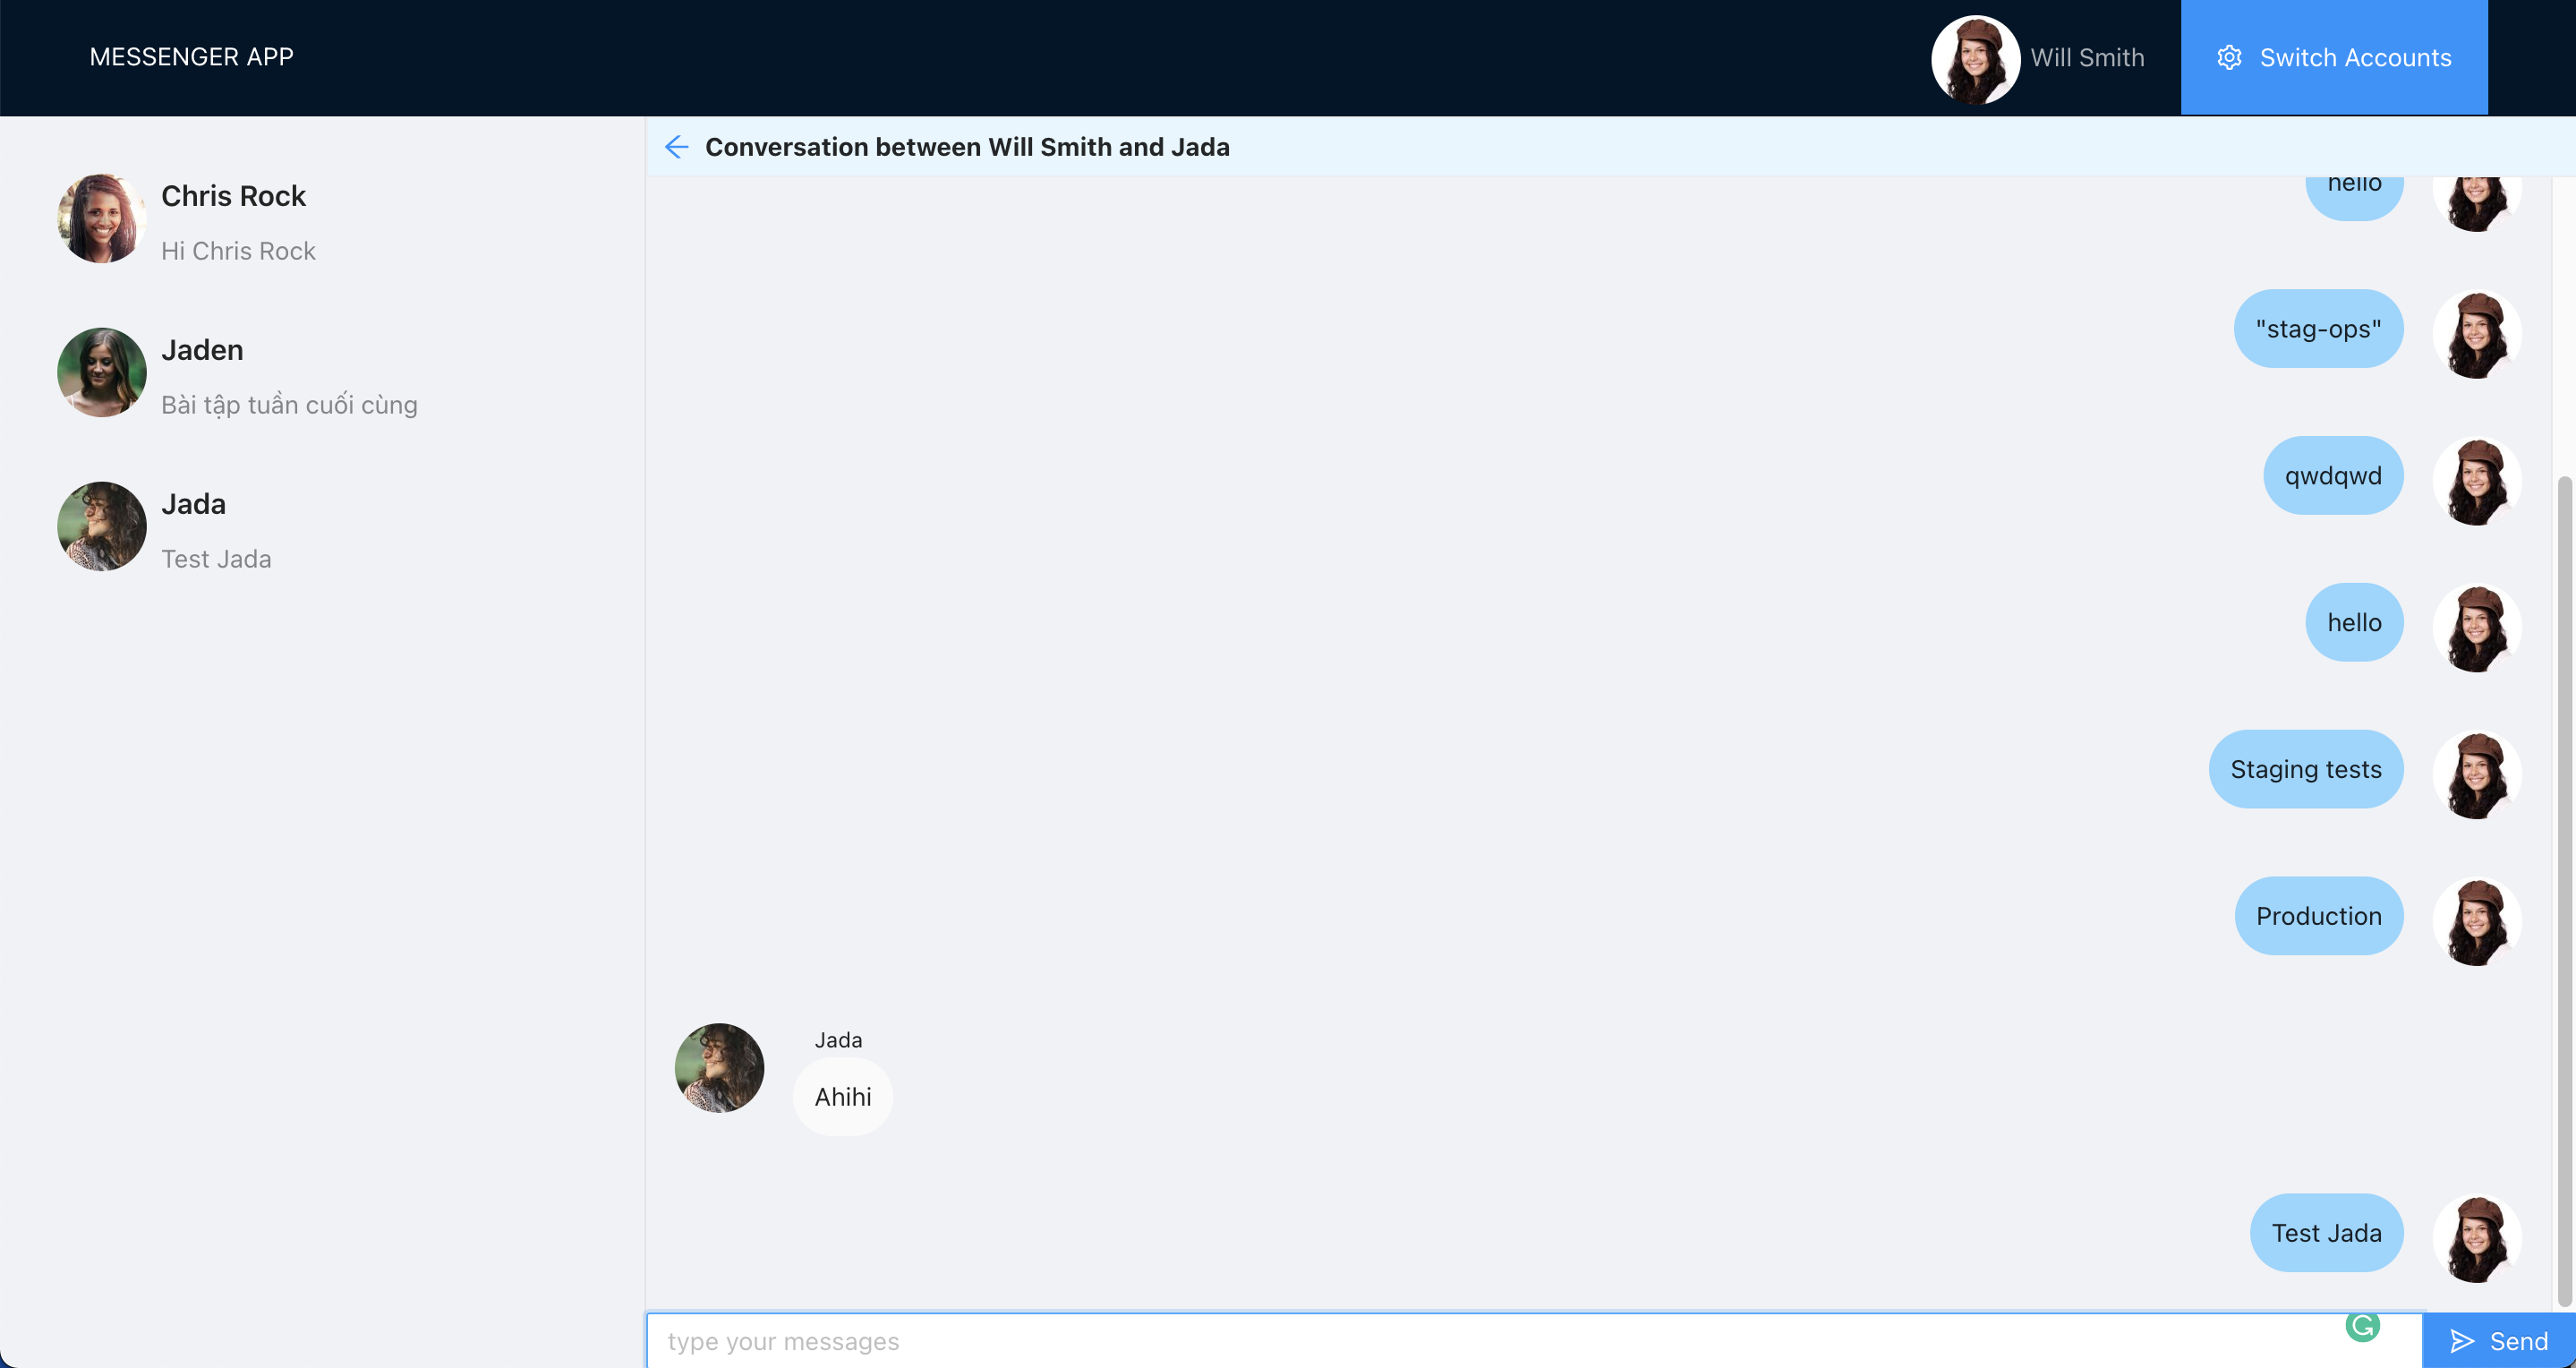 MESSENGER APP
Will Smith
Switch Accounts
Chris Rock
Hi Chris Rock
Jaden
Bài tập tuần cuối cùng
Jada
Test Jada
Conversation between Will Smith and Jada
hello
"stag-ops"
qwdqwd
hello
Staging tests
Production
Jada
Ahihi
Test Jada
type your messages
Send